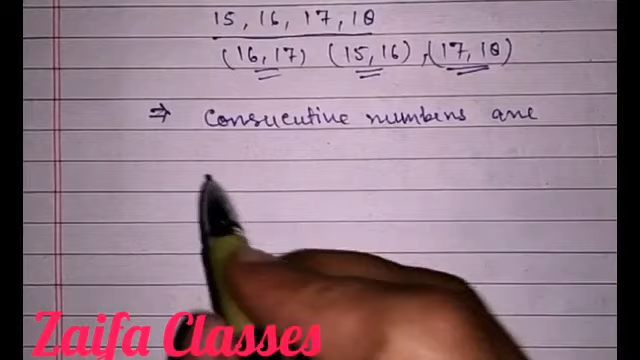 15, 16, 17, 18
(16, 17) (15, 16), (17, 18)
⇒ Consecutive numbers are
Zaifa Classes